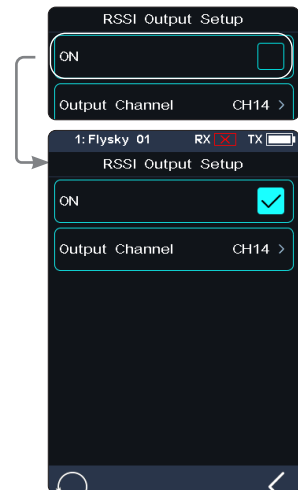 RSSI Output Setup
ON
Output Channel CH14 >
1: Flysky 01 RX TX
RSSI Output Setup
ON
Output Channel CH14 >